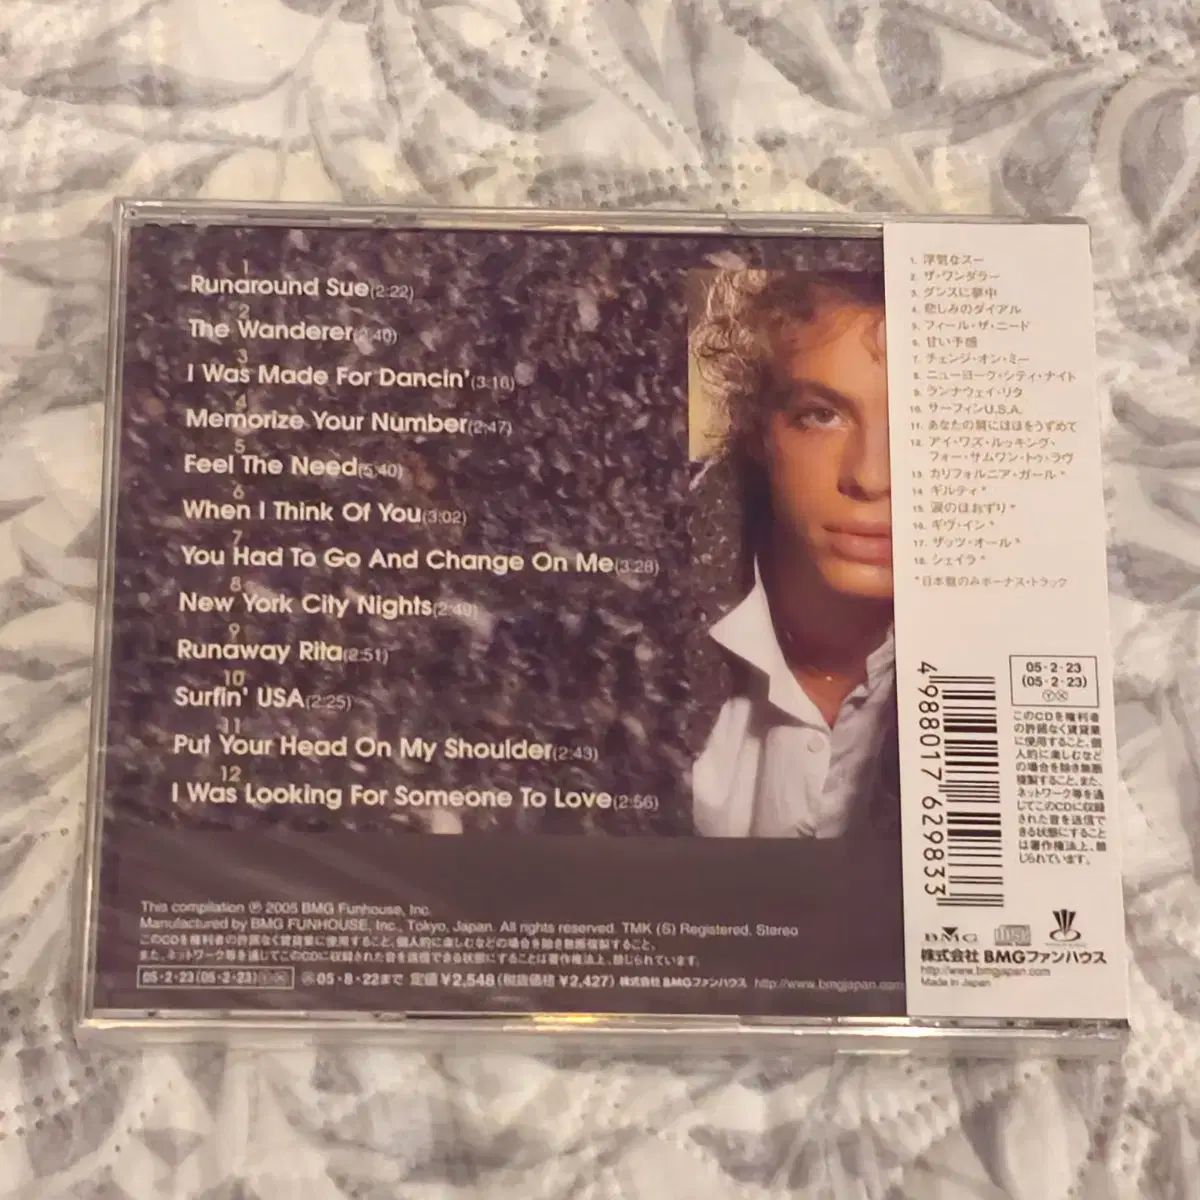 1
Runaround Sue(2:22)
2
The Wanderer(2:40)
3
I Was Made For Dancin'(3:16)
4
Memorize Your Number(2:47)
5
Feel The Need(5:40)
6
When I Think Of You(3:02)
7
You Had To Go And Change On Me(3:28)
8
New York City Nights(2:49)
9
Runaway Rita(2:51)
10
Surfin' USA(2:25)
11
Put Your Head On My Shoulder(2:43)
12
I Was Looking For Someone To Love(2:56)
This compilation ℗ 2005 BMG Funhouse, Inc.
Manufactured by BMG FUNHOUSE, Inc., Tokyo, Japan. All rights reserved. TMK (S) Registered. Stereo
このCDを権利者の許諾なく賃貸業に使用すること、個人的に楽しむなどの場合を除き無断複製すること、
また、ネットワーク等を通じてこのCDに収録された音を送信できる状態にすることは著作権法上、禁じられています。
05・2・23(05・2・23)ⓎⓍ 05・8・22まで 定価¥2,548(税抜価格¥2,427) 株式会社BMGファンハウス http://www.bmgjapan.com
1. 浮気なスー
2. ザ・ワンダラー
3. ダンスに夢中
4. 悲しみのダイアル
5. フィール・ザ・ニード
6. 甘い予感
7. チェンジ・オン・ミー
8. ニューヨーク・シティ・ナイト
9. ランナウェイ・リタ
10. サーフィンU.S.A.
11. あなたの肩にほほをうずめて
12. アイ・ワズ・ルッキング・
フォー・サムワン・トゥ・ラヴ
13. カリフォルニア・ガール*
14. ギルティ*
15. 涙のほおずり*
16. ギヴ・イン*
17. ザッツ・オール*
18. シェイラ*
*日本盤のみボーナス・トラック
4988017629833
05・2・23
(05・2・23)
ⓎⓍ
このCDを権利者
の許諾なく賃貸業
に使用すること、個
人的に楽しむなど
の場合を除き無断
複製すること、また、
ネットワーク等を通
じてこのCDに収録
された音を送信で
きる状態にすること
は著作権法上、禁
じられています。
BMG
株式会社 BMGファンハウス
http://www.bmgjapan.com
Made in Japan